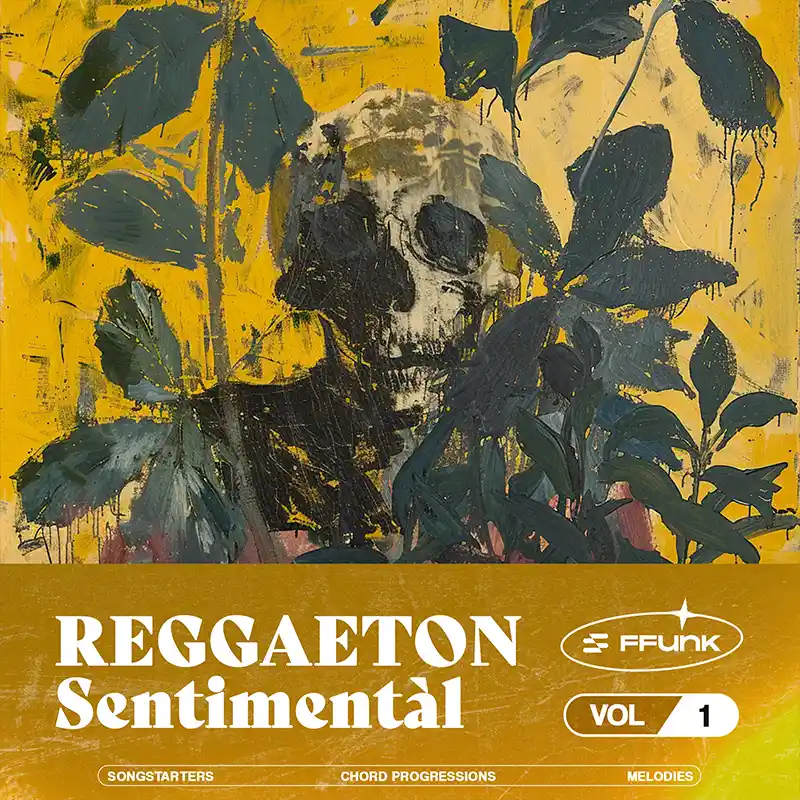 REGGAETON
Sentimentàl
FFUNK
VOL 1
SONGSTARTERS CHORD PROGRESSIONS MELODIES